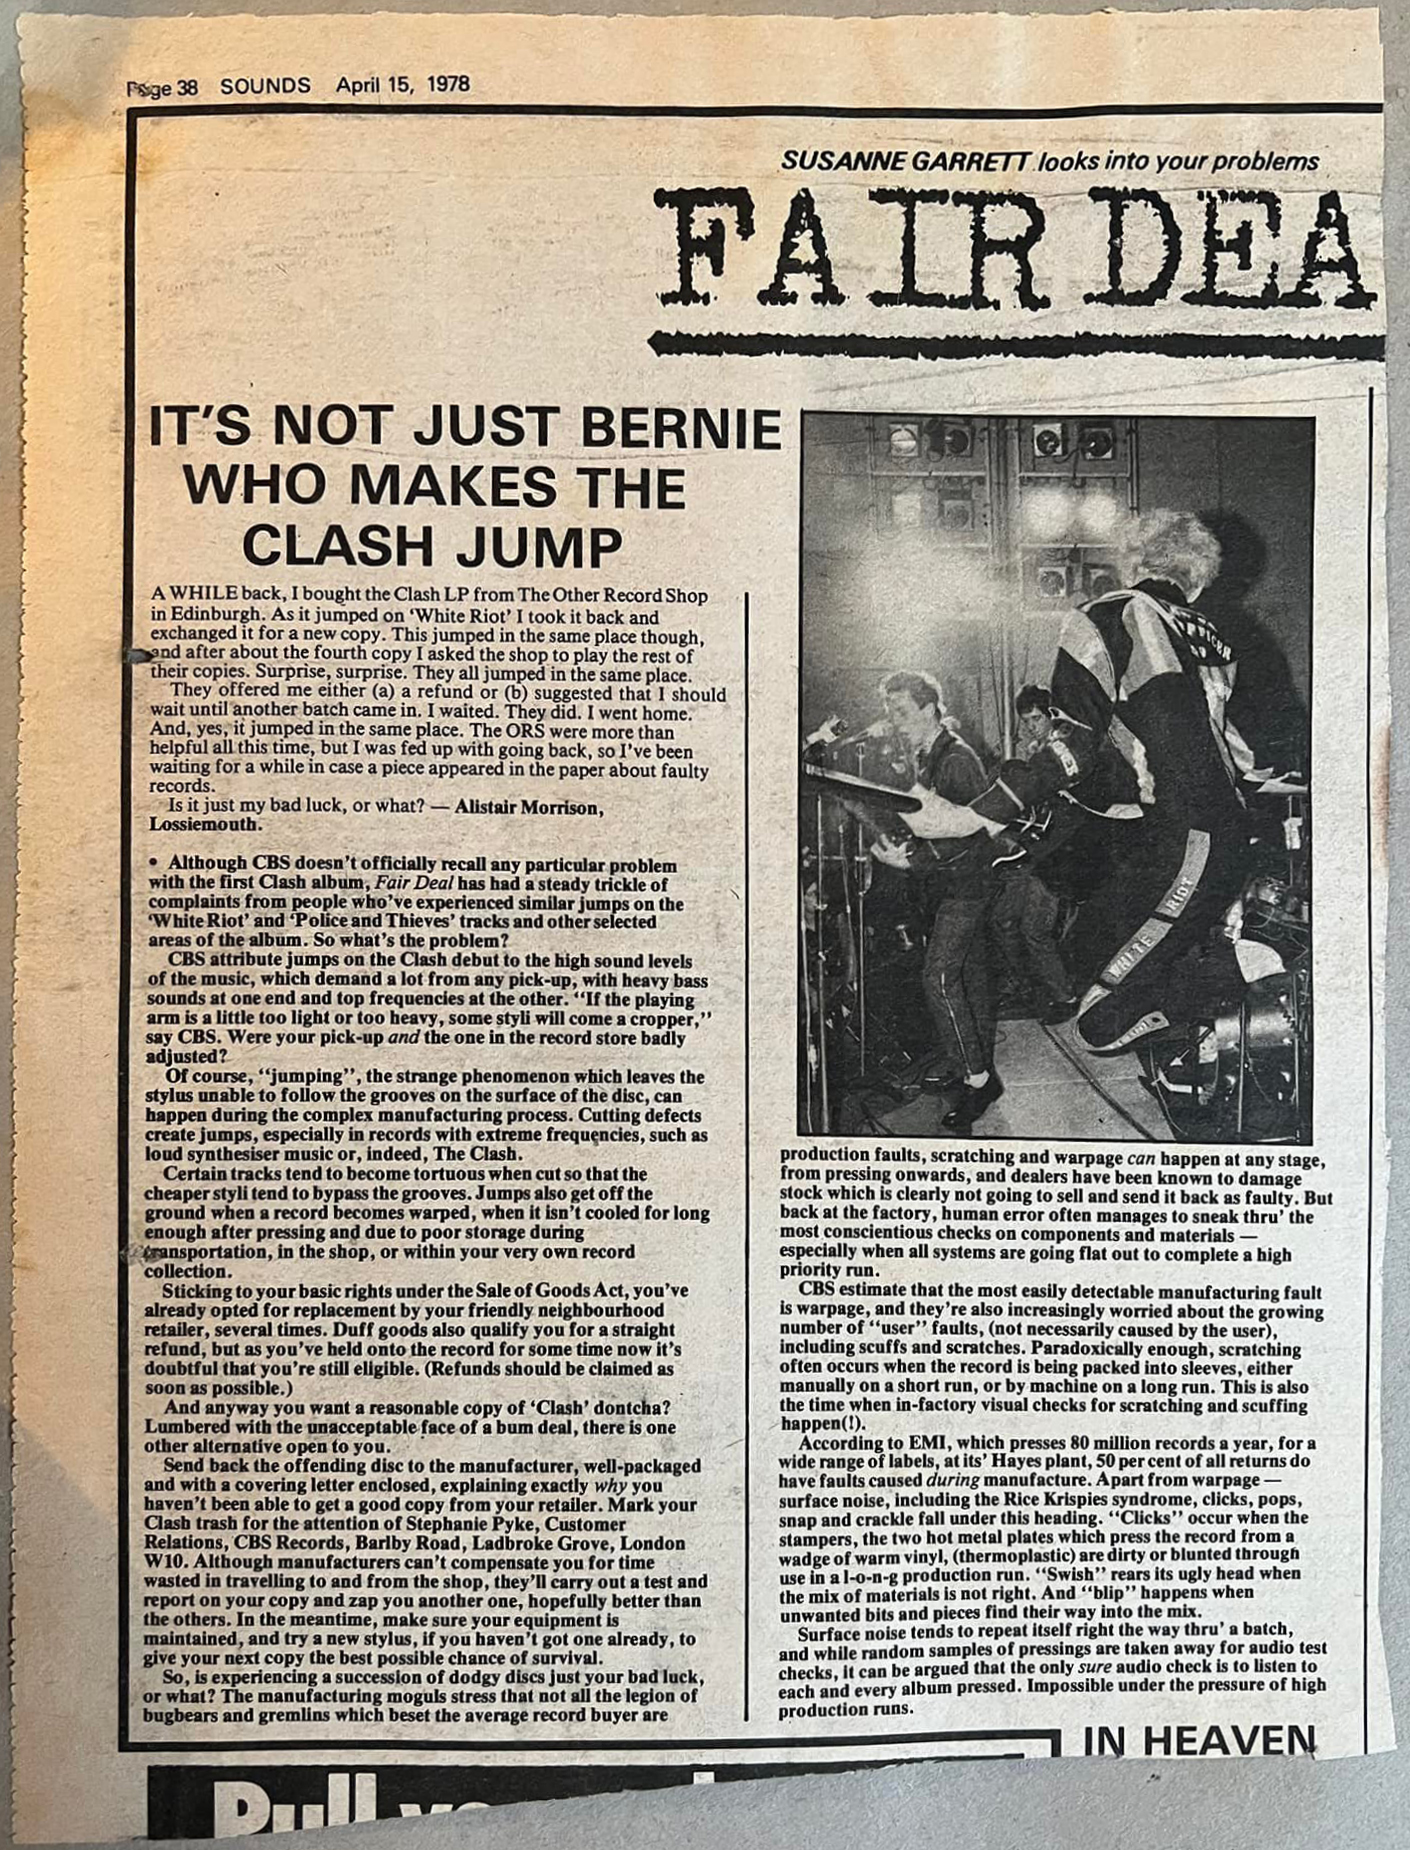 Page 38 SOUNDS April 15, 1978
SUSANNE GARRETT looks into your problems
FAIR DEA
IT'S NOT JUST BERNIE
WHO MAKES THE
CLASH JUMP
A WHILE back, I bought the Clash LP from The Other Record Shop
in Edinburgh. As it jumped on 'White Riot' I took it back and
exchanged it for a new copy. This jumped in the same place though,
and after about the fourth copy I asked the shop to play the rest of
their copies. Surprise, surprise. They all jumped in the same place.
They offered me either (a) a refund or (b) suggested that I should
wait until another batch came in. I waited. They did. I went home.
And, yes, it jumped in the same place. The ORS were more than
helpful all this time, but I was fed up with going back, so I've been
waiting for a while in case a piece appeared in the paper about faulty
records.
Is it just my bad luck, or what? — Alistair Morrison,
Lossiemouth.
• Although CBS doesn't officially recall any particular problem
with the first Clash album, Fair Deal has had a steady trickle of
complaints from people who've experienced similar jumps on the
'White Riot' and 'Police and Thieves' tracks and other selected
areas of the album. So what's the problem?
CBS attribute jumps on the Clash debut to the high sound levels
of the music, which demand a lot from any pick-up, with heavy bass
sounds at one end and top frequencies at the other. "If the playing
arm is a little too light or too heavy, some styli will come a cropper,"
say CBS. Were your pick-up and the one in the record store badly
adjusted?
Of course, "jumping", the strange phenomenon which leaves the
stylus unable to follow the grooves on the surface of the disc, can
happen during the complex manufacturing process. Cutting defects
create jumps, especially in records with extreme frequencies, such as
loud synthesiser music or, indeed, The Clash.
Certain tracks tend to become tortuous when cut so that the
cheaper styli tend to bypass the grooves. Jumps also get off the
ground when a record becomes warped, when it isn't cooled for long
enough after pressing and due to poor storage during
transportation, in the shop, or within your very own record
collection.
Sticking to your basic rights under the Sale of Goods Act, you've
already opted for replacement by your friendly neighbourhood
retailer, several times. Duff goods also qualify you for a straight
refund, but as you've held onto the record for some time now it's
doubtful that you're still eligible. (Refunds should be claimed as
soon as possible.)
And anyway you want a reasonable copy of 'Clash' dontcha?
Lumbered with the unacceptable face of a bum deal, there is one
other alternative open to you.
Send back the offending disc to the manufacturer, well-packaged
and with a covering letter enclosed, explaining exactly why you
haven't been able to get a good copy from your retailer. Mark your
Clash trash for the attention of Stephanie Pyke, Customer
Relations, CBS Records, Barlby Road, Ladbroke Grove, London
W10. Although manufacturers can't compensate you for time
wasted in travelling to and from the shop, they'll carry out a test and
report on your copy and zap you another one, hopefully better than
the others. In the meantime, make sure your equipment is
maintained, and try a new stylus, if you haven't got one already, to
give your next copy the best possible chance of survival.
So, is experiencing a succession of dodgy discs just your bad luck,
or what? The manufacturing moguls stress that not all the legion of
bugbears and gremlins which beset the average record buyer are
WHITE RIOT
production faults, scratching and warpage can happen at any stage,
from pressing onwards, and dealers have been known to damage
stock which is clearly not going to sell and send it back as faulty. But
back at the factory, human error often manages to sneak thru' the
most conscientious checks on components and materials —
especially when all systems are going flat out to complete a high
priority run.
CBS estimate that the most easily detectable manufacturing fault
is warpage, and they're also increasingly worried about the growing
number of "user" faults, (not necessarily caused by the user),
including scuffs and scratches. Paradoxically enough, scratching
often occurs when the record is being packed into sleeves, either
manually on a short run, or by machine on a long run. This is also
the time when in-factory visual checks for scratching and scuffing
happen(!).
According to EMI, which presses 80 million records a year, for a
wide range of labels, at its' Hayes plant, 50 per cent of all returns do
have faults caused during manufacture. Apart from warpage —
surface noise, including the Rice Krispies syndrome, clicks, pops,
snap and crackle fall under this heading. "Clicks" occur when the
stampers, the two hot metal plates which press the record from a
wadge of warm vinyl, (thermoplastic) are dirty or blunted through
use in a l-o-n-g production run. "Swish" rears its ugly head when
the mix of materials is not right. And "blip" happens when
unwanted bits and pieces find their way into the mix.
Surface noise tends to repeat itself right the way thru' a batch,
and while random samples of pressings are taken away for audio test
checks, it can be argued that the only sure audio check is to listen to
each and every album pressed. Impossible under the pressure of high
production runs.
IN HEAVEN
Pull